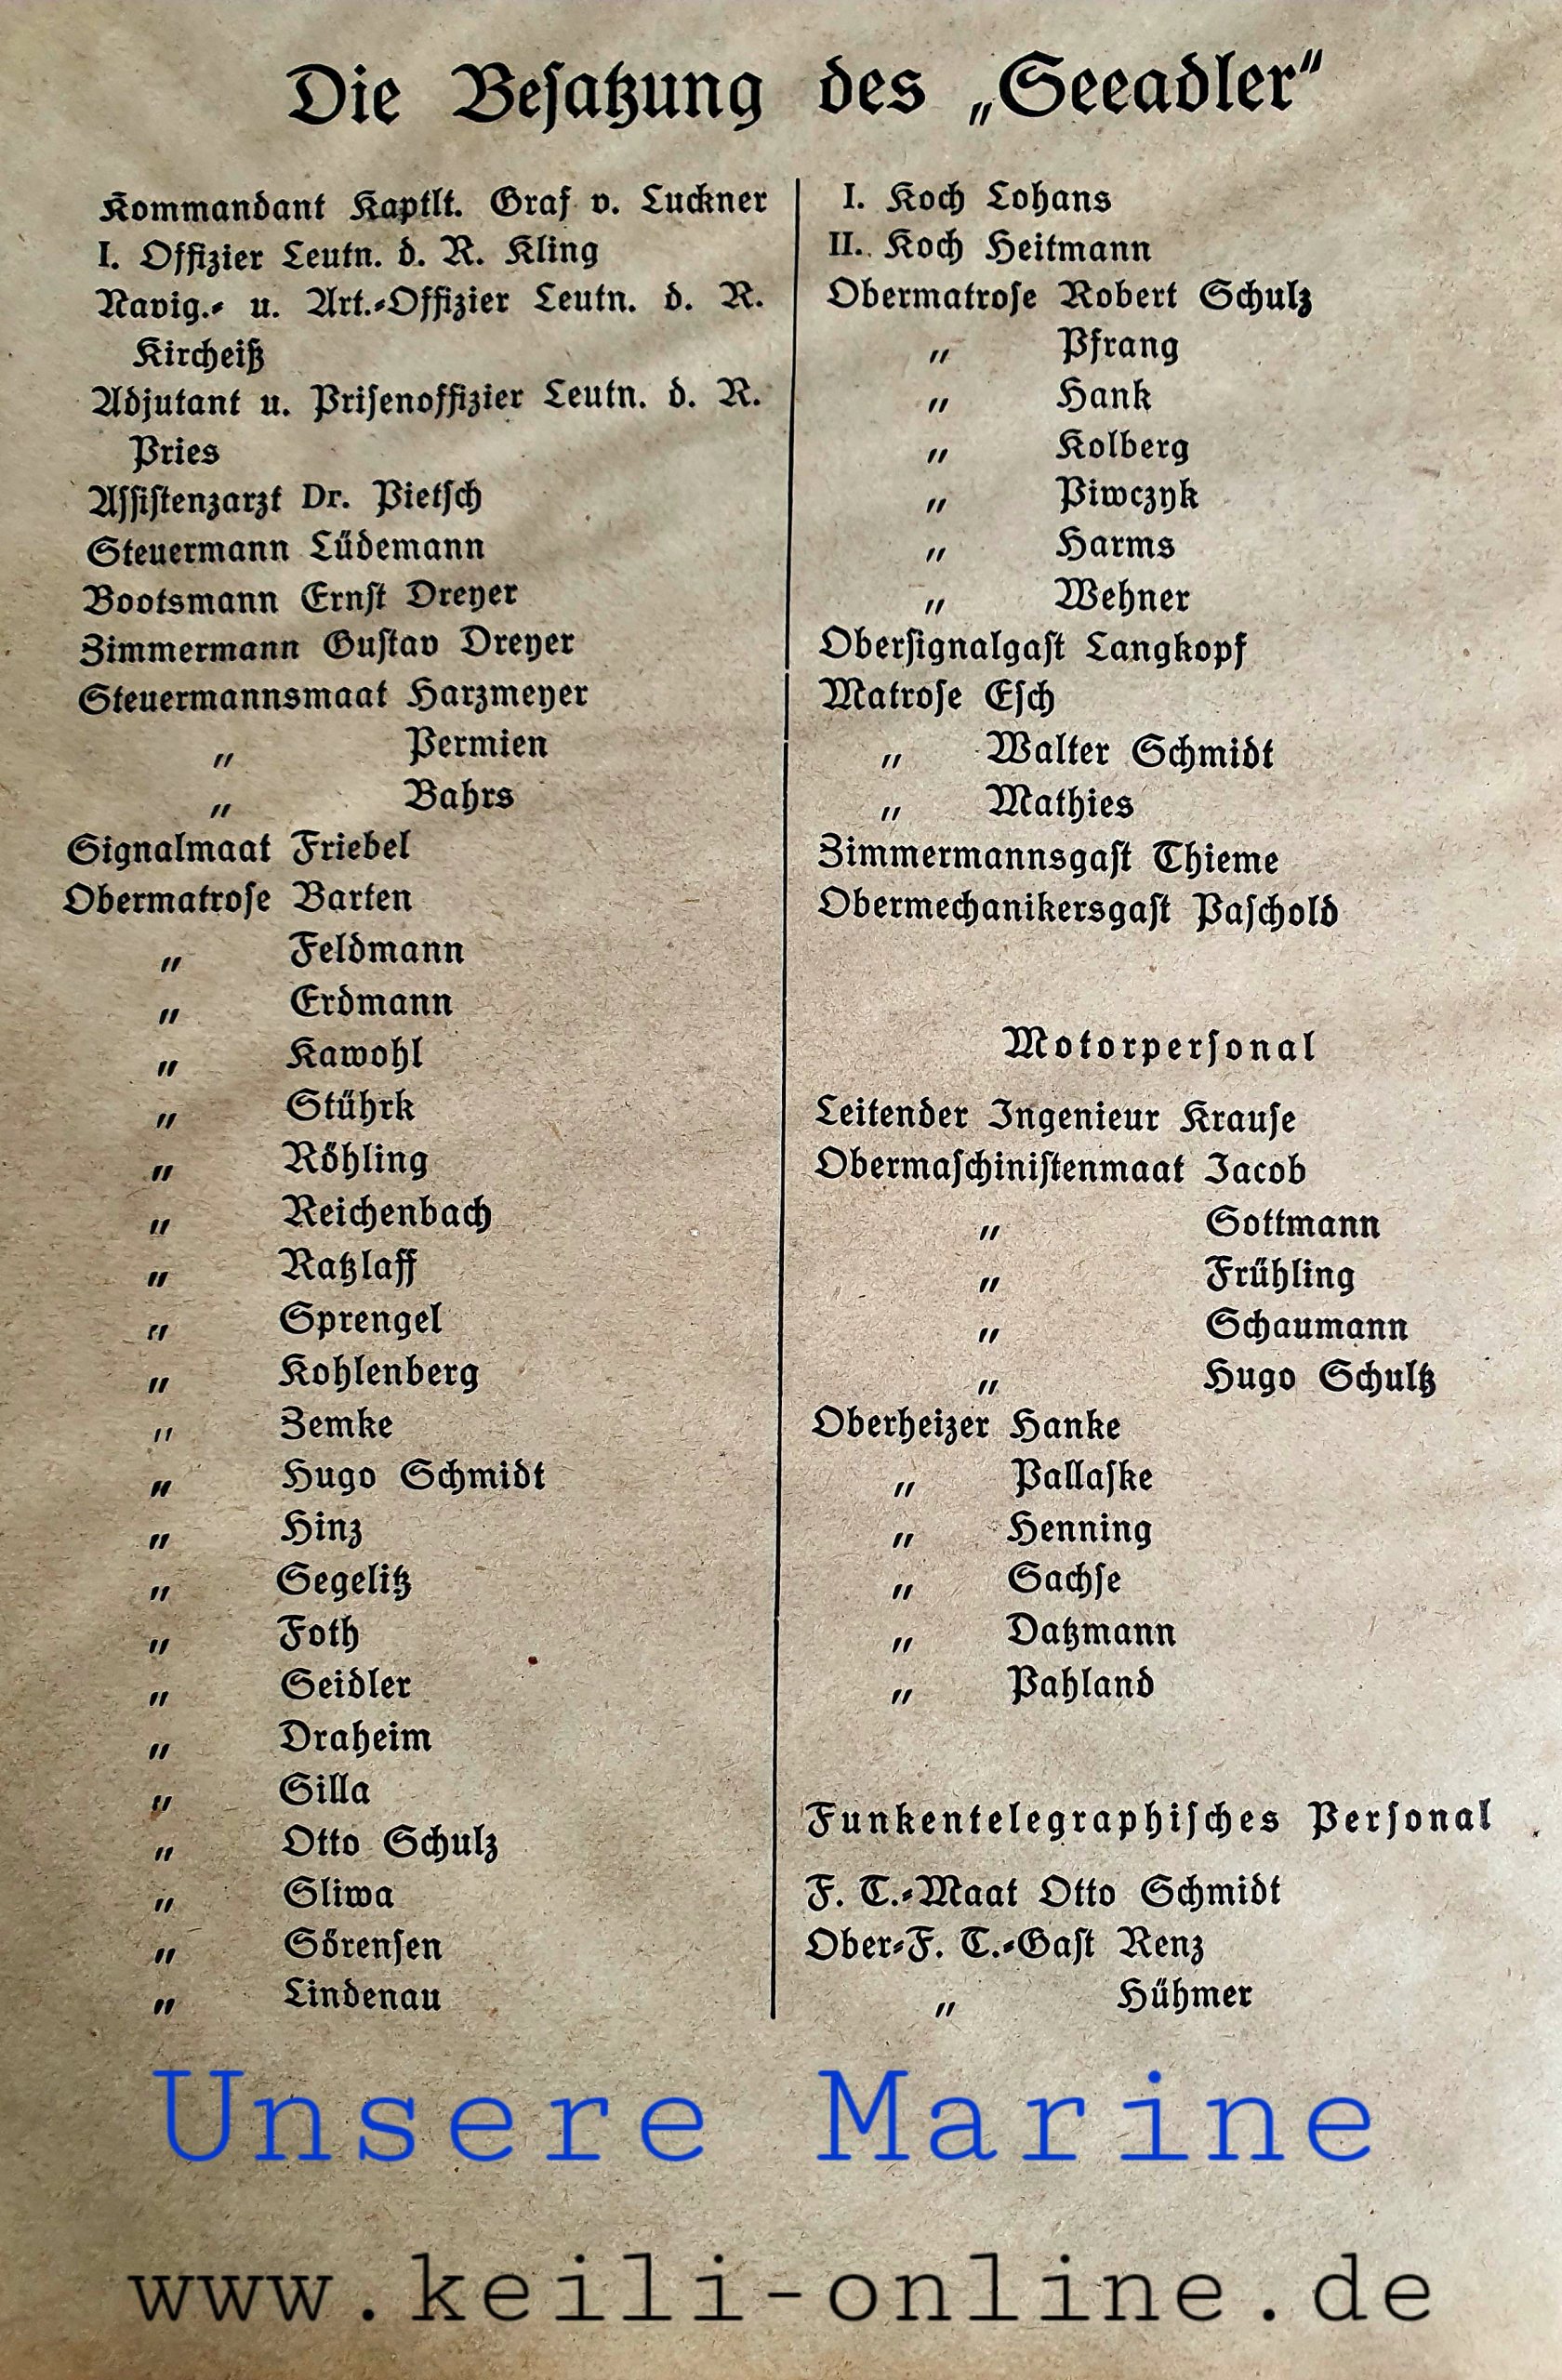 Die Besatzung des „Seeadler“
Kommandant Kaptlt. Graf v. Luckner
I. Offizier Leutn. d. R. Kling
Navig.- u. Art.-Offizier Leutn. d. R.
Kircheiß
Adjutant u. Prisenoffizier Leutn. d. R.
Pries
Assistenzarzt Dr. Pietsch
Steuermann Lüdemann
Bootsmann Ernst Dreyer
Zimmermann Gustav Dreyer
Steuermannsmaat Harzmeyer
„ Permien
„ Bahrs
Signalmaat Friebel
Obermatrose Barten
„ Feldmann
„ Erdmann
„ Kawohl
„ Stührk
„ Röhling
„ Reichenbach
„ Ratzlaff
„ Sprengel
„ Kohlenberg
„ Zemke
„ Hugo Schmidt
„ Hinz
„ Segelitz
„ Foth
„ Seidler
„ Draheim
„ Silla
„ Otto Schulz
„ Sliwa
„ Sörensen
„ Lindenau
I. Koch Lohans
II. Koch Heitmann
Obermatrose Robert Schulz
„ Pfrang
„ Hank
„ Kolberg
„ Piwczyk
„ Harms
„ Wehner
Obersignalgast Langkopf
Matrose Esch
„ Walter Schmidt
„ Mathies
Zimmermannsgast Thieme
Obermechanikersgast Paschold
Motorpersonal
Leitender Ingenieur Krause
Obermaschinistenmaat Jacob
„ Sottmann
„ Frühling
„ Schaumann
„ Hugo Schultz
Oberheizer Hanke
„ Pallaske
„ Henning
„ Sachse
„ Datzmann
„ Pahland
Funkentelegraphisches Personal
F. T.-Maat Otto Schmidt
Ober-F. T.-Gast Renz
„ Hühmer
Unsere Marine
www.keili-online.de